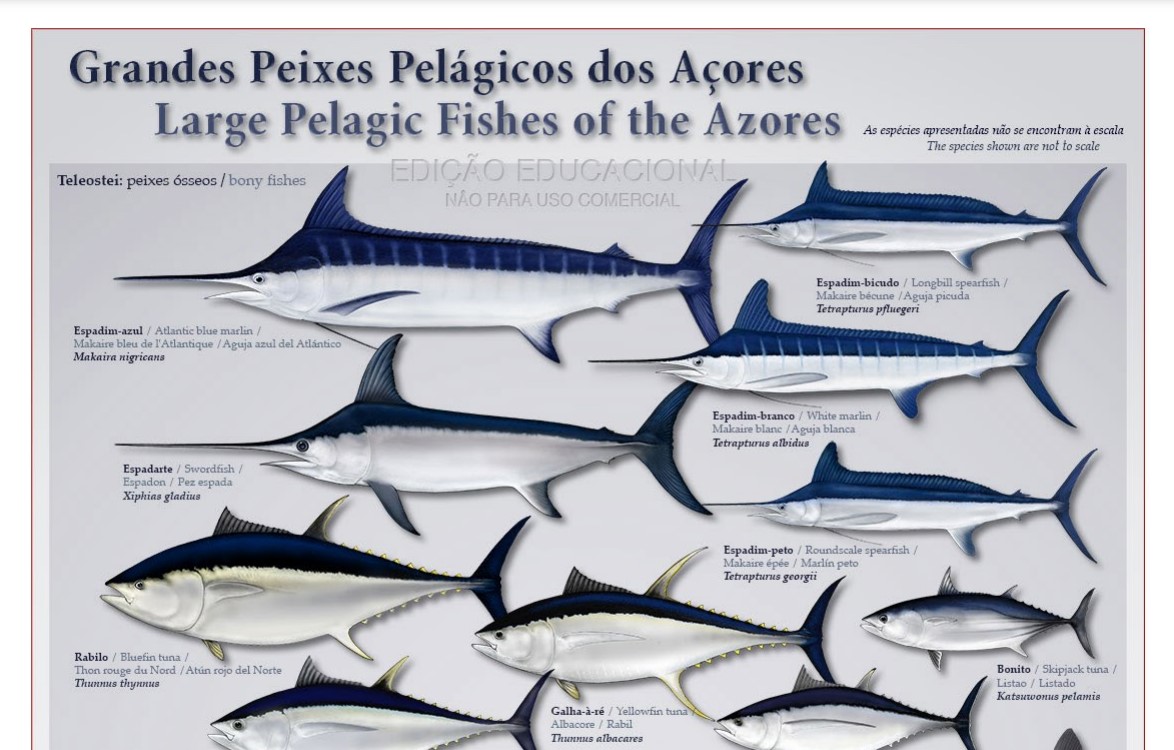 Grandes Peixes Pelágicos dos Açores
Large Pelagic Fishes of the Azores
As espécies apresentadas não se encontram à escala
The species shown are not to scale
EDIÇÃO EDUCACIONAL
NÃO PARA USO COMERCIAL
Teleostei: peixes ósseos / bony fishes
Espadim-bicudo / Longbill spearfish /
Makaire bécune / Aguja picuda
Tetrapturus pfluegeri
Espadim-azul / Atlantic blue marlin /
Makaire bleu de l'Atlantique / Aguja azul del Atlántico
Makaira nigricans
Espadim-branco / White marlin /
Makaire blanc / Aguja blanca
Tetrapturus albidus
Espadarte / Swordfish /
Espadon / Pez espada
Xiphias gladius
Espadim-peto / Roundscale spearfish /
Makaire épée / Marlín peto
Tetrapturus georgii
Rabilo / Bluefin tuna /
Thon rouge du Nord / Atún rojo del Norte
Thunnus thynnus
Bonito / Skipjack tuna /
Listao / Listado
Katsuwonus pelamis
Galha-à-ré / Yellowfin tuna /
Albacore / Rabil
Thunnus albacares